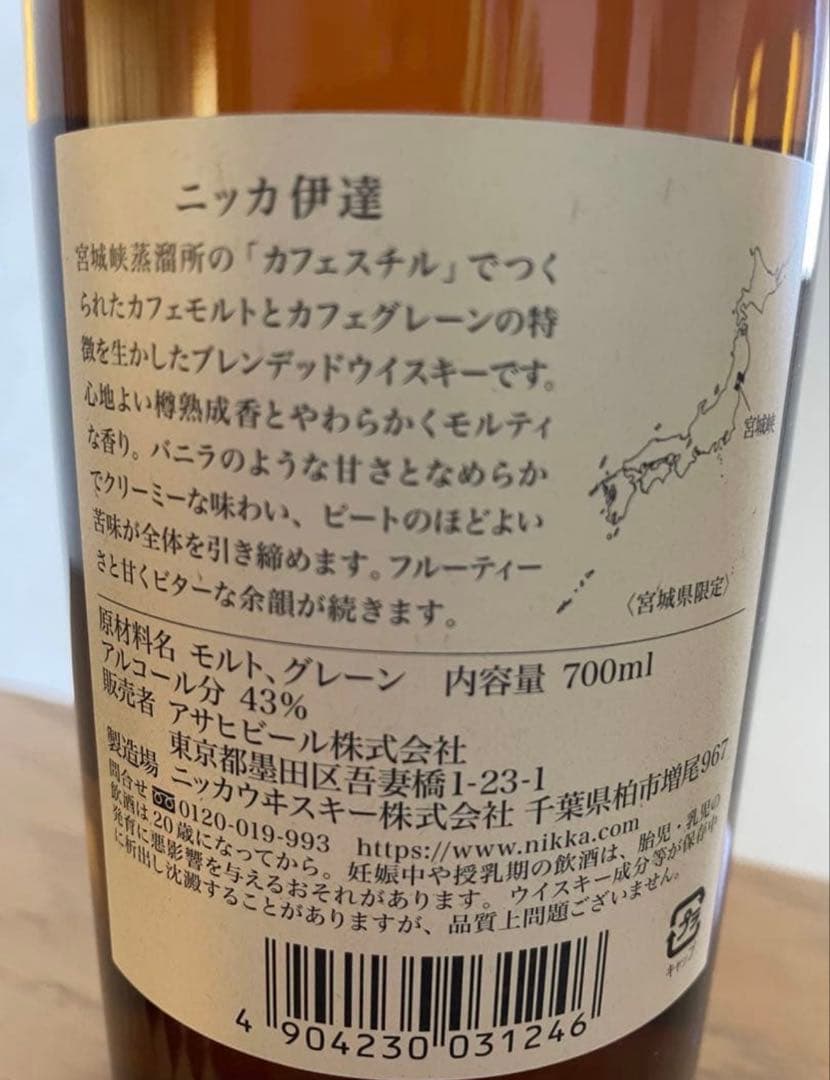 ニッカ伊達
宮城峡蒸溜所の「カフェスチル」でつく
られたカフェモルトとカフェグレーンの特
徴を生かしたブレンデッドウイスキーです。
心地よい樽熟成香とやわらかくモルティ
な香り。バニラのような甘さとなめらか
でクリーミーな味わい、ピートのほどよい
苦味が全体を引き締めます。フルーティー
さと甘くビターな余韻が続きます。
宮城峡
〈宮城県限定〉
原材料名 モルト、グレーン 内容量 700ml
アルコール分 43%
販売者 アサヒビール株式会社
東京都墨田区吾妻橋1-23-1
製造場 ニッカウヰスキー株式会社 千葉県柏市増尾967
問合せ 0120-019-993 https://www.nikka.com
飲酒は20歳になってから。妊娠中や授乳期の飲酒は、胎児・乳児の
発育に悪影響を与えるおそれがあります。ウイスキー成分等が保存中
に析出し沈澱することがありますが、品質上問題ございません。
プラ
キャップ
4 904230 031246